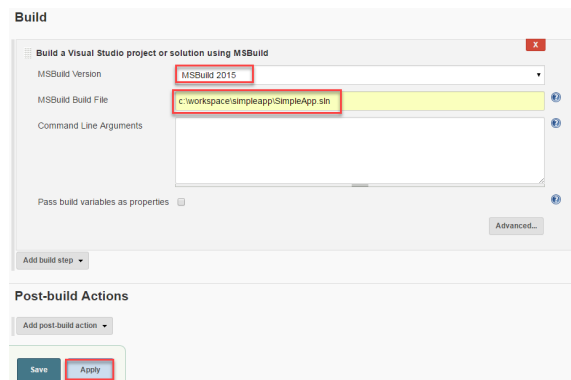 Build
Build a Visual Studio project or solution using MSBuild
X
MSBuild Version
MSBuild 2015
MSBuild Build File
c:\workspace\simpleapp\SimpleApp.sln
Command Line Arguments
Pass build variables as properties
Advanced...
Add build step
Post-build Actions
Add post-build action
Save
Apply